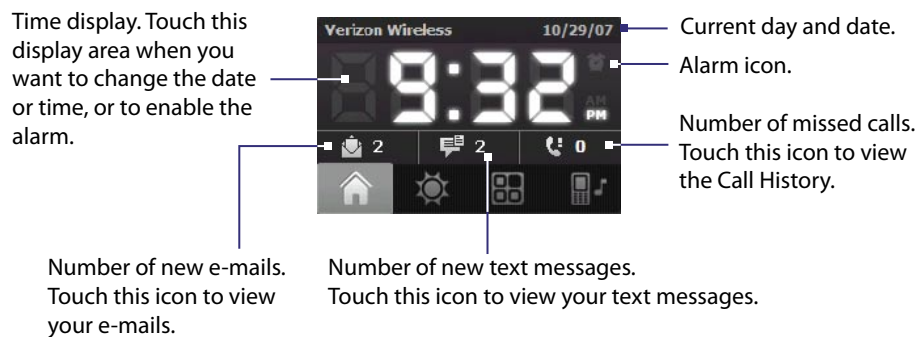 Time display. Touch this
display area when you
want to change the date
or time, or to enable the
alarm.
Verizon Wireless 10/29/07
9:32
AM
PM
2 2 0
Current day and date.
Alarm icon.
Number of missed calls.
Touch this icon to view
the Call History.
Number of new e-mails.
Touch this icon to view
your e-mails.
Number of new text messages.
Touch this icon to view your text messages.